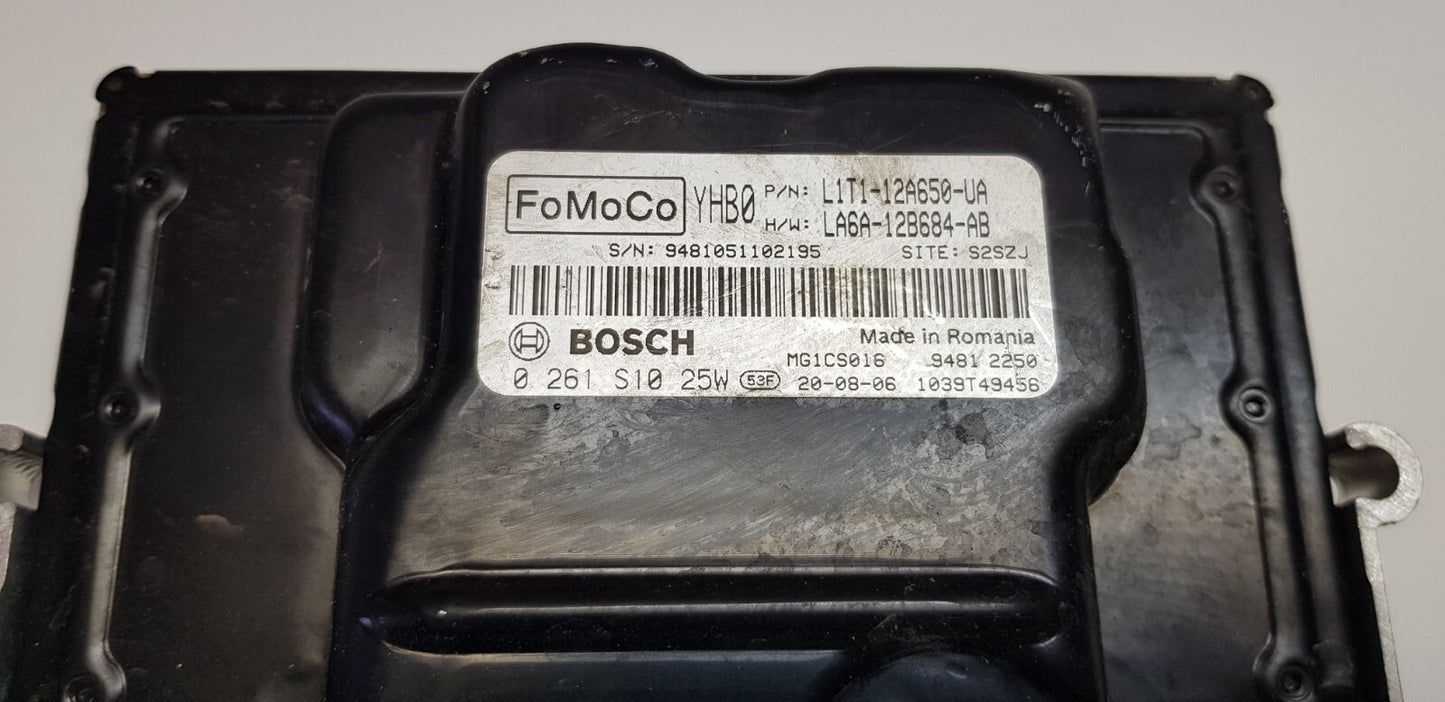 FoMoCo YHB0 P/N: L1T1-12A650-UA
H/W: LA6A-12B684-AB
S/N: 9481051102195 SITE: S2SZJ
BOSCH Made in Romania
MG1CS016 9481 2250
0 261 S10 25W 53F 20-08-06 1039T49456